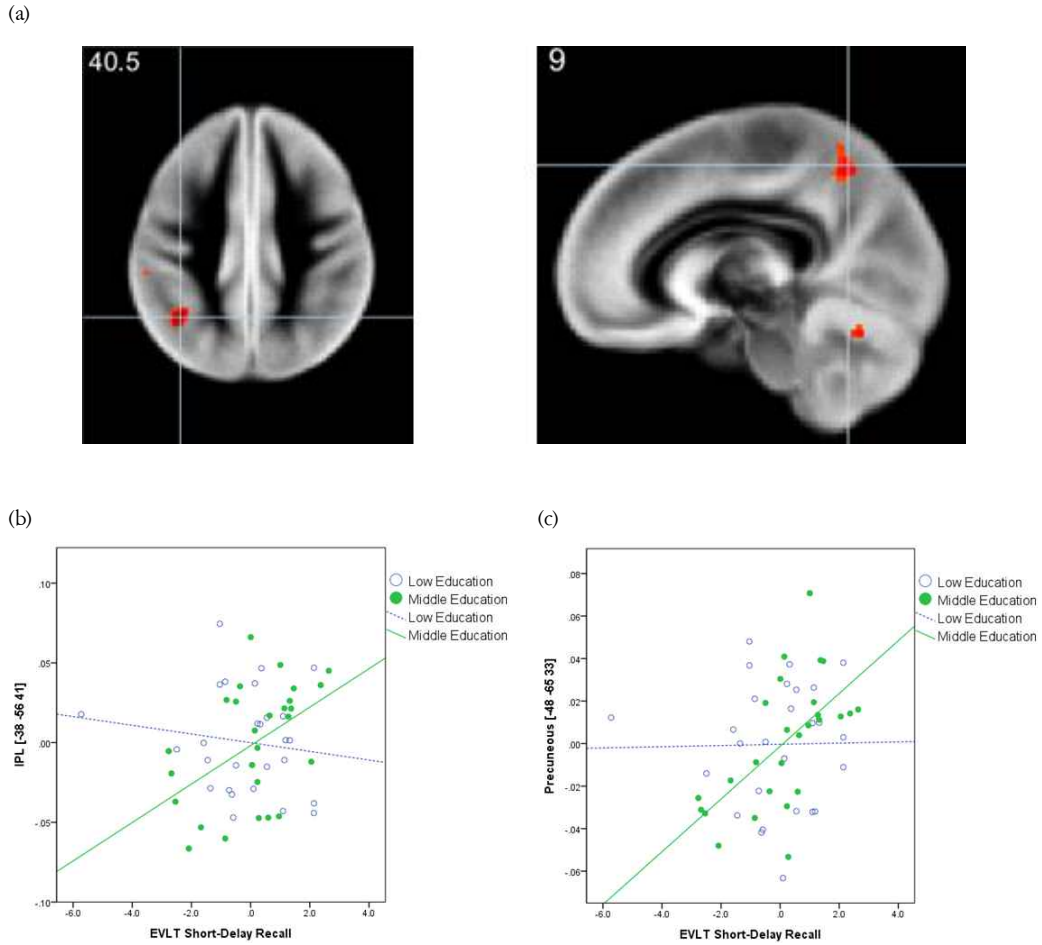 (a)
40.5
9
(b)
.10
.05
.00
-.05
-.10
IPL [-38 -56 41]
-6.0
-4.0
-2.0
.0
2.0
4.0
EVLT Short-Delay Recall
Low Education
Middle Education
Low Education
Middle Education
(c)
.08
.06
.04
.02
.00
-.02
-.04
-.06
Precuneous [-48 -65 33]
-6.0
-4.0
-2.0
.0
2.0
4.0
EVLT Short-Delay Recall
Low Education
Middle Education
Low Education
Middle Education